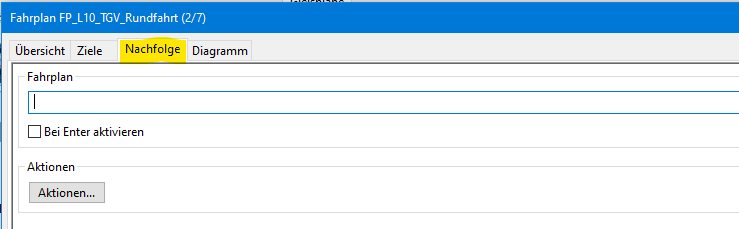 Fahrplan FP_L10_TGV_Rundfahrt (2/7)
Übersicht Ziele Nachfolge Diagramm
Fahrplan
Bei Enter aktivieren
Aktionen
Aktionen...